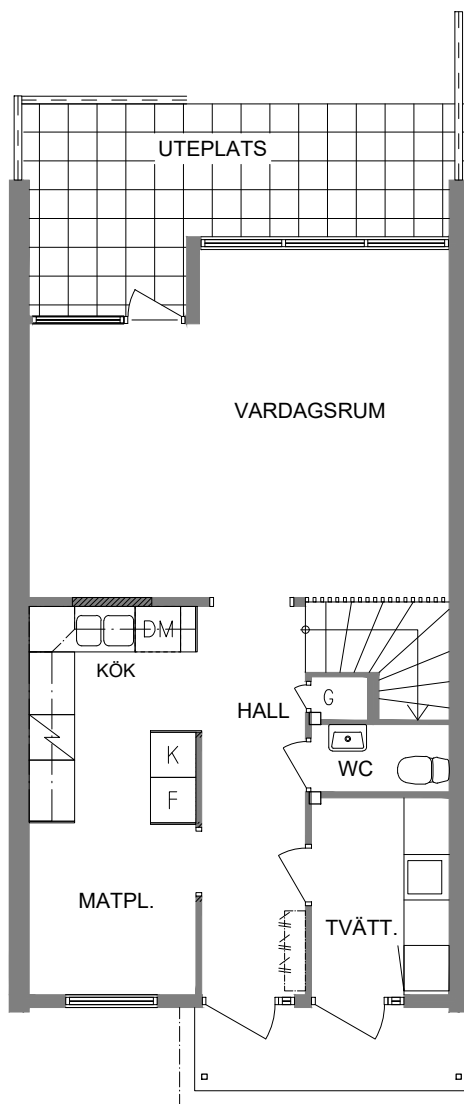 UTEPLATS
VARDAGSRUM
DM
KÖK
G
HALL
K
WC
F
MATPL.
TVÄTT.